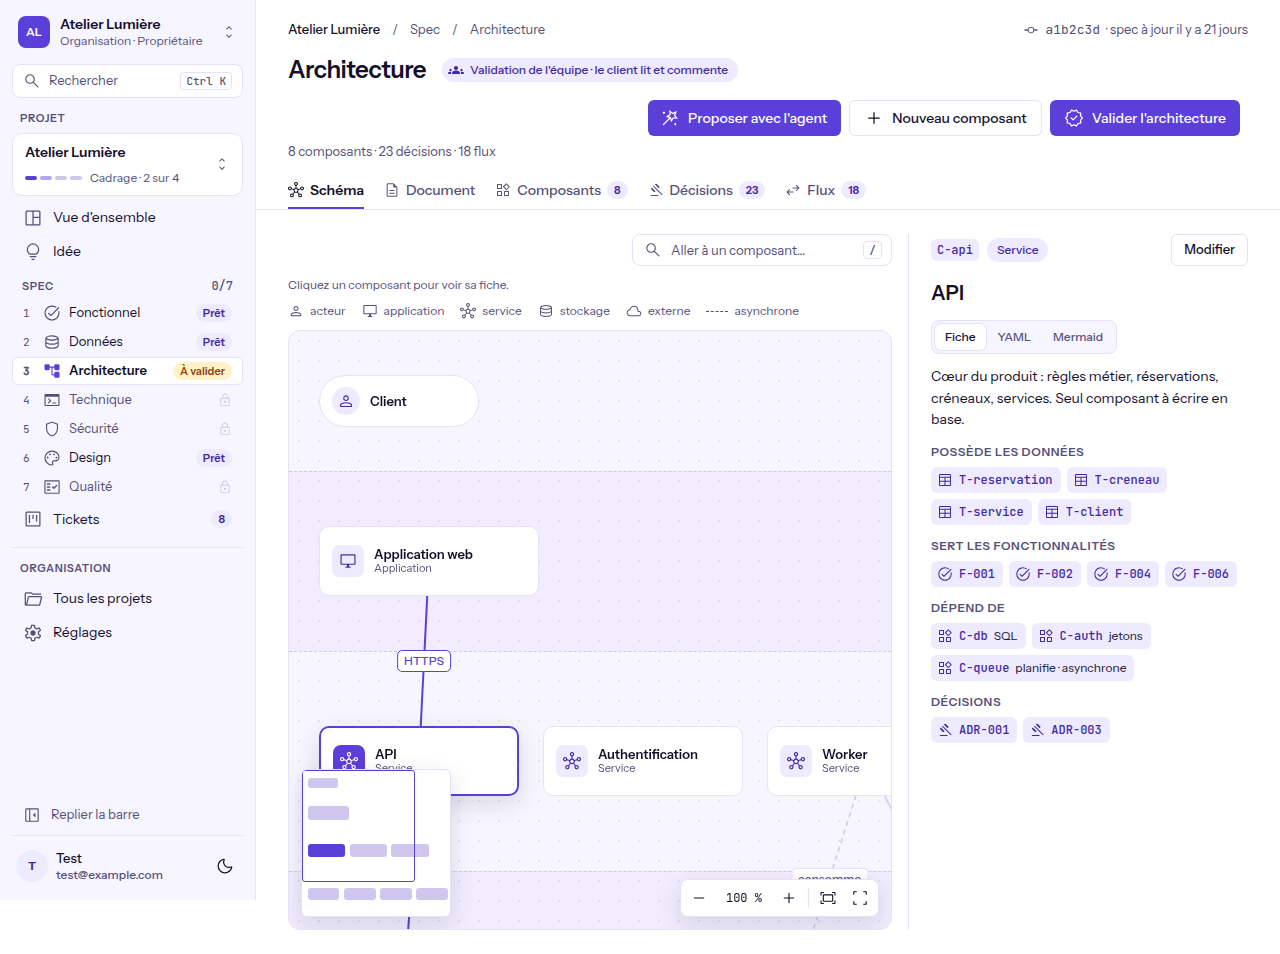 AL
Atelier Lumière
Organisation · Propriétaire
Rechercher
Ctrl K
PROJET
Atelier Lumière
Cadrage · 2 sur 4
Vue d'ensemble
Idée
SPEC 0/7
1 Fonctionnel Prêt
2 Données Prêt
3 Architecture À valider
4 Technique
5 Sécurité
6 Design Prêt
7 Qualité
Tickets 8
ORGANISATION
Tous les projets
Réglages
Replier la barre
T
Test
test@example.com
Atelier Lumière / Spec / Architecture
a1b2c3d · spec à jour il y a 21 jours
Architecture
Validation de l'équipe · le client lit et commente
Proposer avec l'agent
Nouveau composant
Valider l'architecture
8 composants · 23 décisions · 18 flux
Schéma
Document
Composants 8
Décisions 23
Flux 18
Aller à un composant... /
Cliquez un composant pour voir sa fiche.
acteur
application
service
stockage
externe
asynchrone
Client
Application web
Application
HTTPS
API
Service
Authentification
Service
Worker
Service
consomme
100 %
C-api
Service
Modifier
API
Fiche
YAML
Mermaid
Cœur du produit : règles métier, réservations,
créneaux, services. Seul composant à écrire en
base.
POSSÈDE LES DONNÉES
T-reservation
T-creneau
T-service
T-client
SERT LES FONCTIONNALITÉS
F-001
F-002
F-004
F-006
DÉPEND DE
C-db SQL
C-auth jetons
C-queue planifie · asynchrone
DÉCISIONS
ADR-001
ADR-003